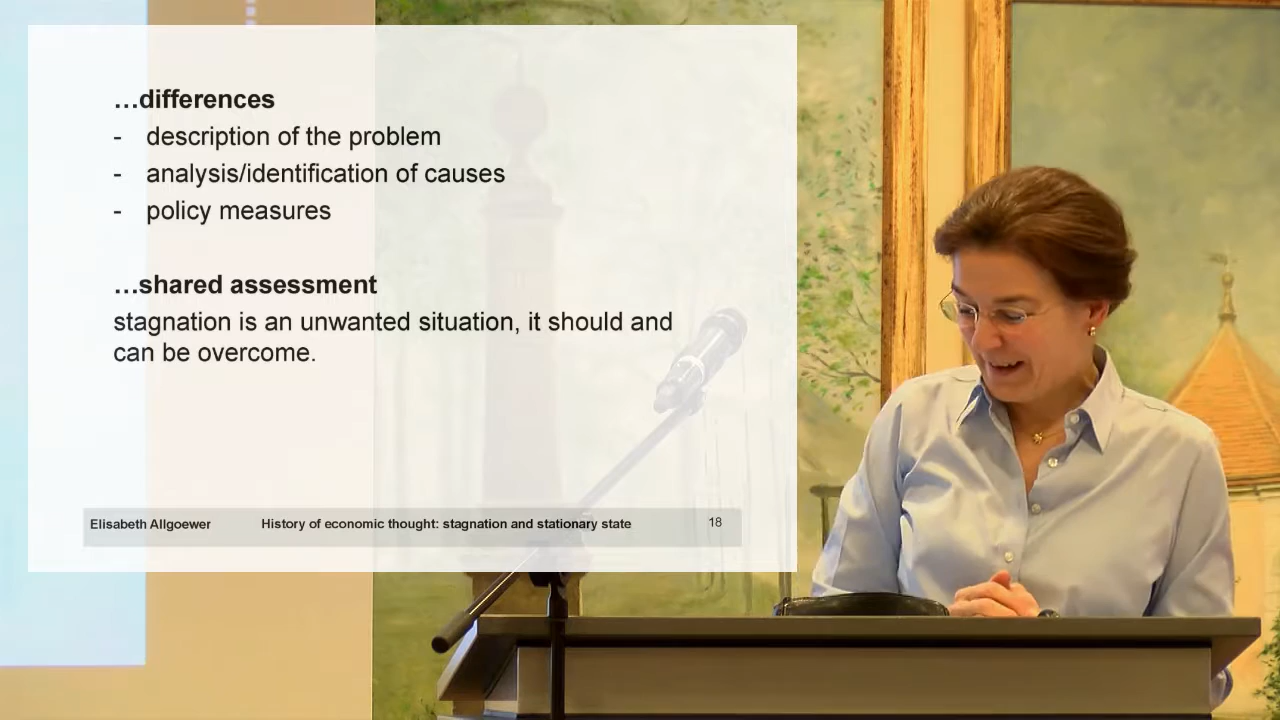 …differences
- description of the problem
- analysis/identification of causes
- policy measures
…shared assessment
stagnation is an unwanted situation, it should and
can be overcome.
Elisabeth Allgoewer History of economic thought: stagnation and stationary state 18